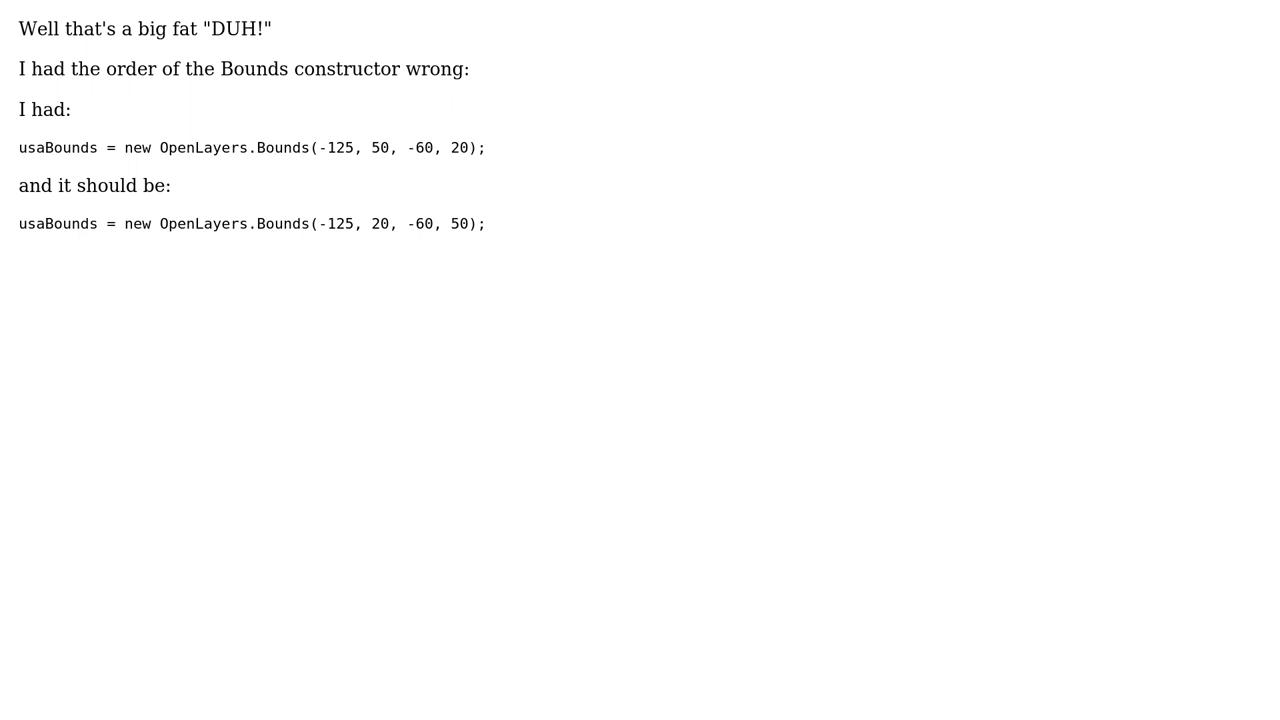 Well that's a big fat "DUH!"
I had the order of the Bounds constructor wrong:
I had:
usaBounds = new OpenLayers.Bounds(-125, 50, -60, 20);
and it should be:
usaBounds = new OpenLayers.Bounds(-125, 20, -60, 50);